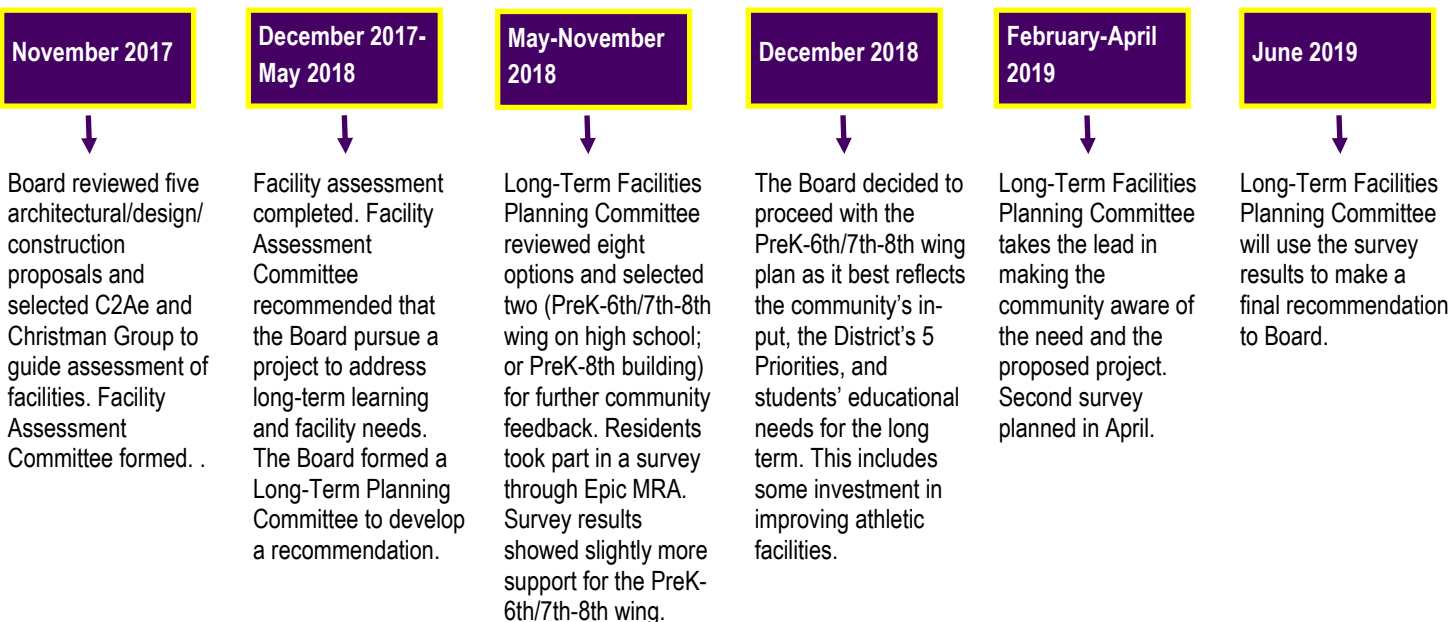 November 2017
Board reviewed five
architectural/design/
construction
proposals and
selected C2Ae and
Christman Group to
guide assessment of
facilities. Facility
Assessment
Committee formed. .
December 2017-
May 2018
Facility assessment
completed. Facility
Assessment
Committee
recommended that
the Board pursue a
project to address
long-term learning
and facility needs.
The Board formed a
Long-Term Planning
Committee to develop
a recommendation.
May-November
2018
Long-Term Facilities
Planning Committee
reviewed eight
options and selected
two (PreK-6th/7th-8th
wing on high school;
or PreK-8th building)
for further community
feedback. Residents
took part in a survey
through Epic MRA.
Survey results
showed slightly more
support for the PreK-
6th/7th-8th wing.
December 2018
The Board decided to
proceed with the
PreK-6th/7th-8th wing
plan as it best reflects
the community’s in-
put, the District’s 5
Priorities, and
students’ educational
needs for the long
term. This includes
some investment in
improving athletic
facilities.
February-April
2019
Long-Term Facilities
Planning Committee
takes the lead in
making the
community aware of
the need and the
proposed project.
Second survey
planned in April.
June 2019
Long-Term Facilities
Planning Committee
will use the survey
results to make a
final recommendation
to Board.